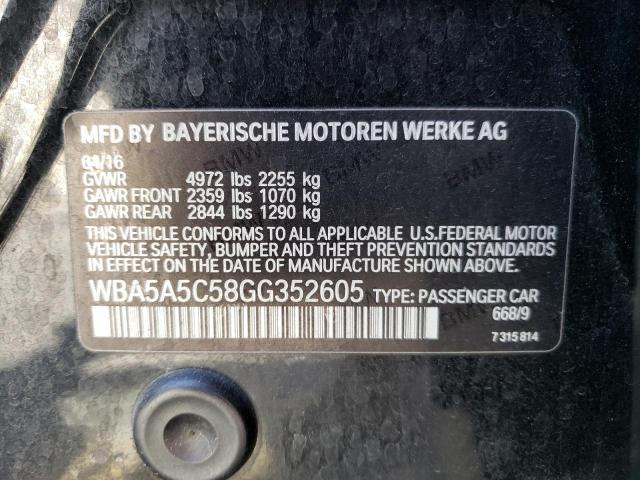 MFD BY BAYERISCHE MOTOREN WERKE AG
04/16
GVWR 4972 lbs 2255 kg
GAWR FRONT 2359 lbs 1070 kg
GAWR REAR 2844 lbs 1290 kg
THIS VEHICLE CONFORMS TO ALL APPLICABLE U.S.FEDERAL MOTOR
VEHICLE SAFETY, BUMPER AND THEFT PREVENTION STANDARDS
IN EFFECT ON THE DATE OF MANUFACTURE SHOWN ABOVE.
WBA5A5C58GG352605 TYPE: PASSENGER CAR
668/9
7 315 814